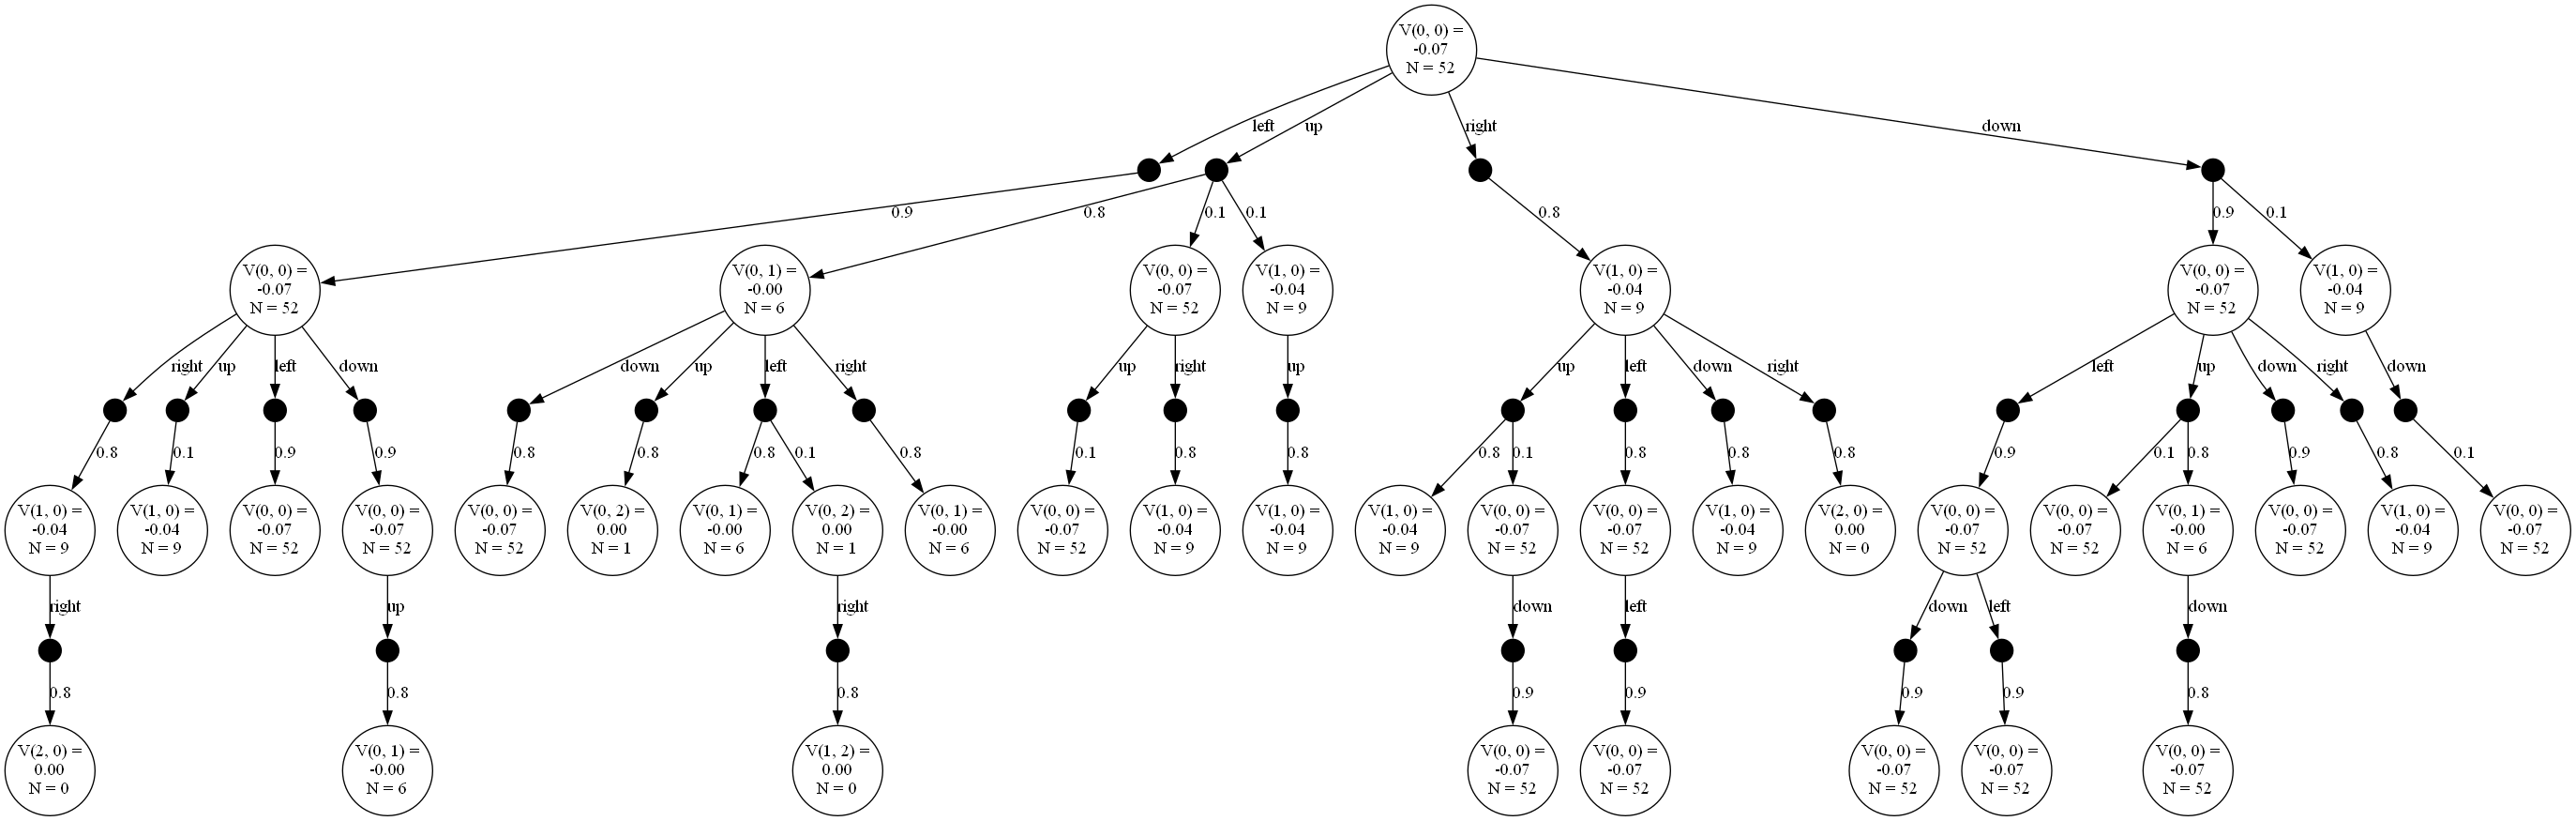 V(0, 0) =
-0.07
N = 52
left
up
right
down
0.9
0.8
0.1
0.1
0.8
0.9
0.1
V(0, 0) =
-0.07
N = 52
V(0, 1) =
-0.00
N = 6
V(0, 0) =
-0.07
N = 52
V(1, 0) =
-0.04
N = 9
V(1, 0) =
-0.04
N = 9
V(0, 0) =
-0.07
N = 52
V(1, 0) =
-0.04
N = 9
right
up
left
down
down
up
left
right
up
right
up
up
left
down
right
left
up
down
right
down
0.8
0.1
0.9
0.9
0.8
0.8
0.8
0.1
0.8
0.1
0.8
0.8
0.8
0.1
0.8
0.8
0.8
0.9
0.1
0.8
0.9
0.8
0.1
V(1, 0) =
-0.04
N = 9
V(1, 0) =
-0.04
N = 9
V(0, 0) =
-0.07
N = 52
V(0, 0) =
-0.07
N = 52
V(0, 0) =
-0.07
N = 52
V(0, 2) =
0.00
N = 1
V(0, 1) =
-0.00
N = 6
V(0, 2) =
0.00
N = 1
V(0, 1) =
-0.00
N = 6
V(0, 0) =
-0.07
N = 52
V(1, 0) =
-0.04
N = 9
V(1, 0) =
-0.04
N = 9
V(1, 0) =
-0.04
N = 9
V(0, 0) =
-0.07
N = 52
V(0, 0) =
-0.07
N = 52
V(1, 0) =
-0.04
N = 9
V(2, 0) =
0.00
N = 0
V(0, 0) =
-0.07
N = 52
V(0, 0) =
-0.07
N = 52
V(0, 1) =
-0.00
N = 6
V(0, 0) =
-0.07
N = 52
V(1, 0) =
-0.04
N = 9
V(0, 0) =
-0.07
N = 52
right
up
right
down
left
down
left
down
0.8
0.8
0.8
0.9
0.9
0.9
0.9
0.8
V(2, 0) =
0.00
N = 0
V(0, 1) =
-0.00
N = 6
V(1, 2) =
0.00
N = 0
V(0, 0) =
-0.07
N = 52
V(0, 0) =
-0.07
N = 52
V(0, 0) =
-0.07
N = 52
V(0, 0) =
-0.07
N = 52
V(0, 0) =
-0.07
N = 52